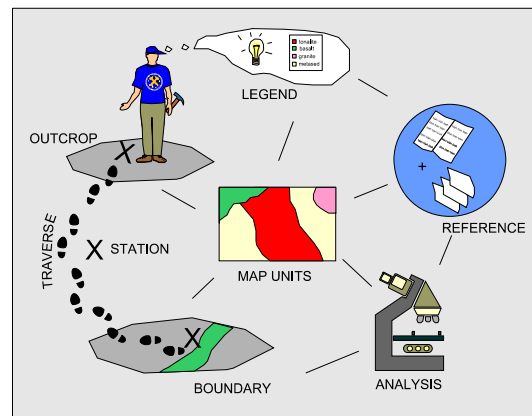 tonalite
basalt
granite
metased
LEGEND
OUTCROP
X
+
REFERENCE
TRAVERSE
X STATION
MAP UNITS
X
BOUNDARY
ANALYSIS